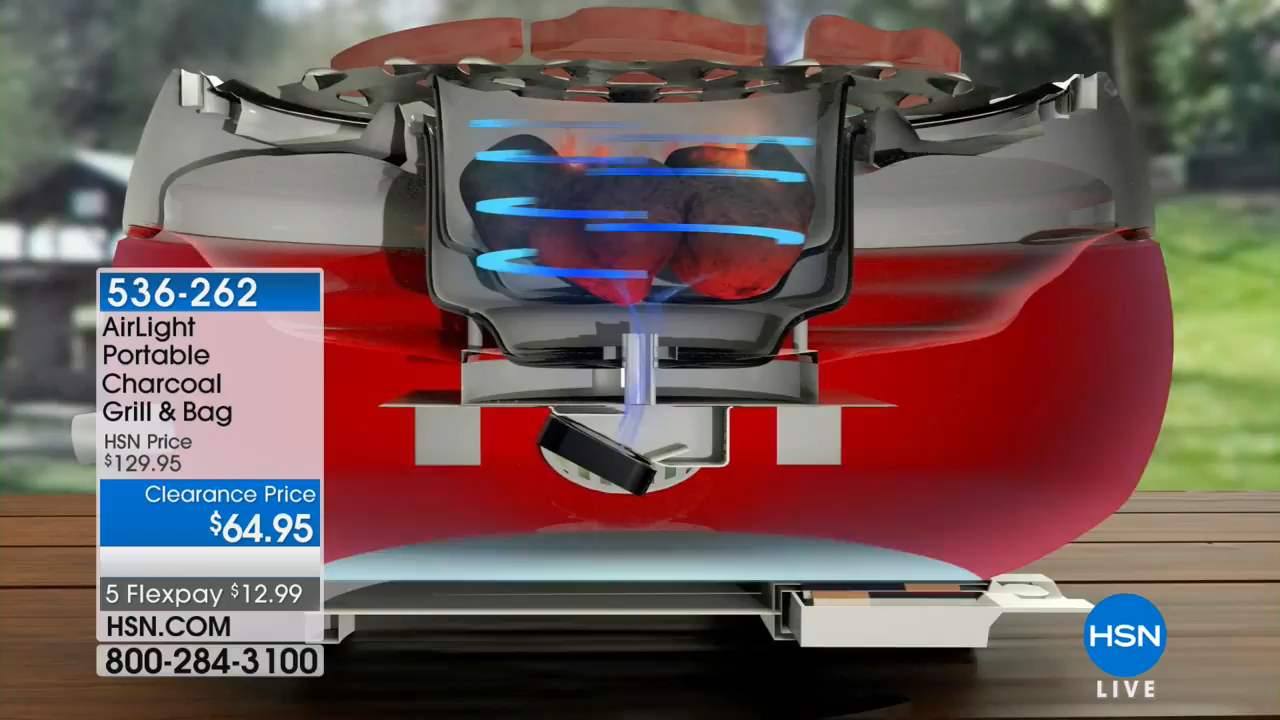 536-262
AirLight
Portable
Charcoal
Grill & Bag
HSN Price
$129.95
Clearance Price
$64.95
5 Flexpay $12.99
HSN.COM
800-284-3100
HSN
LIVE